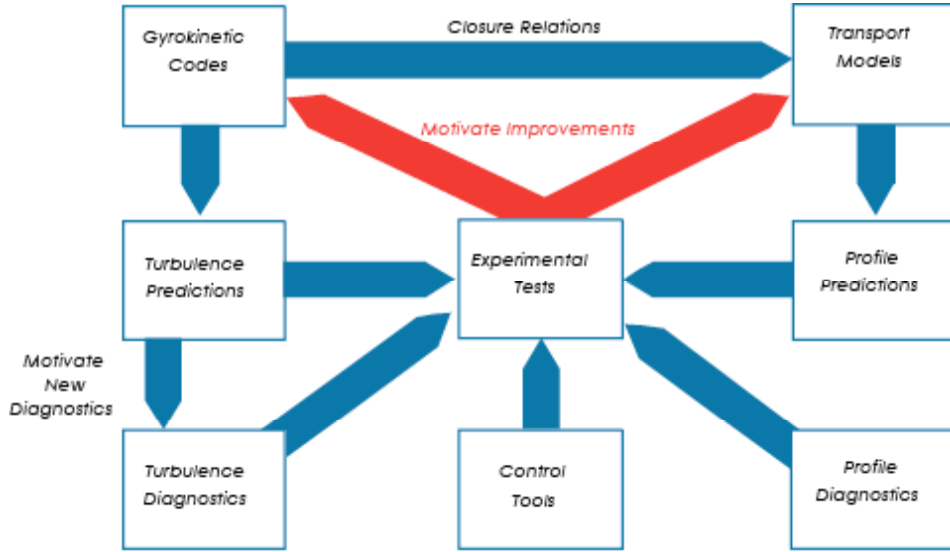 Gyrokinetic
Codes
Closure Relations
Transport
Models
Motivate Improvements
Turbulence
Predictions
Experimental
Tests
Profile
Predictions
Motivate
New
Diagnostics
Turbulence
Diagnostics
Control
Tools
Profile
Diagnostics